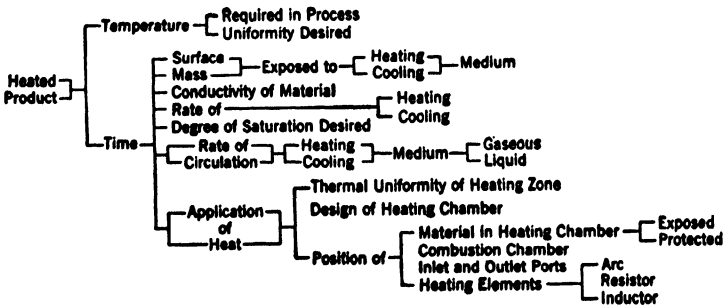 Heated
Product
Temperature
Required in Process
Uniformity Desired
Time
Surface
Mass
Exposed to
Heating
Cooling
Medium
Conductivity of Material
Rate of
Heating
Cooling
Degree of Saturation Desired
Rate of
Circulation
Heating
Cooling
Medium
Gaseous
Liquid
Application
of
Heat
Thermal Uniformity of Heating Zone
Design of Heating Chamber
Position of
Material in Heating Chamber
Exposed
Protected
Combustion Chamber
Inlet and Outlet Ports
Heating Elements
Arc
Resistor
Inductor